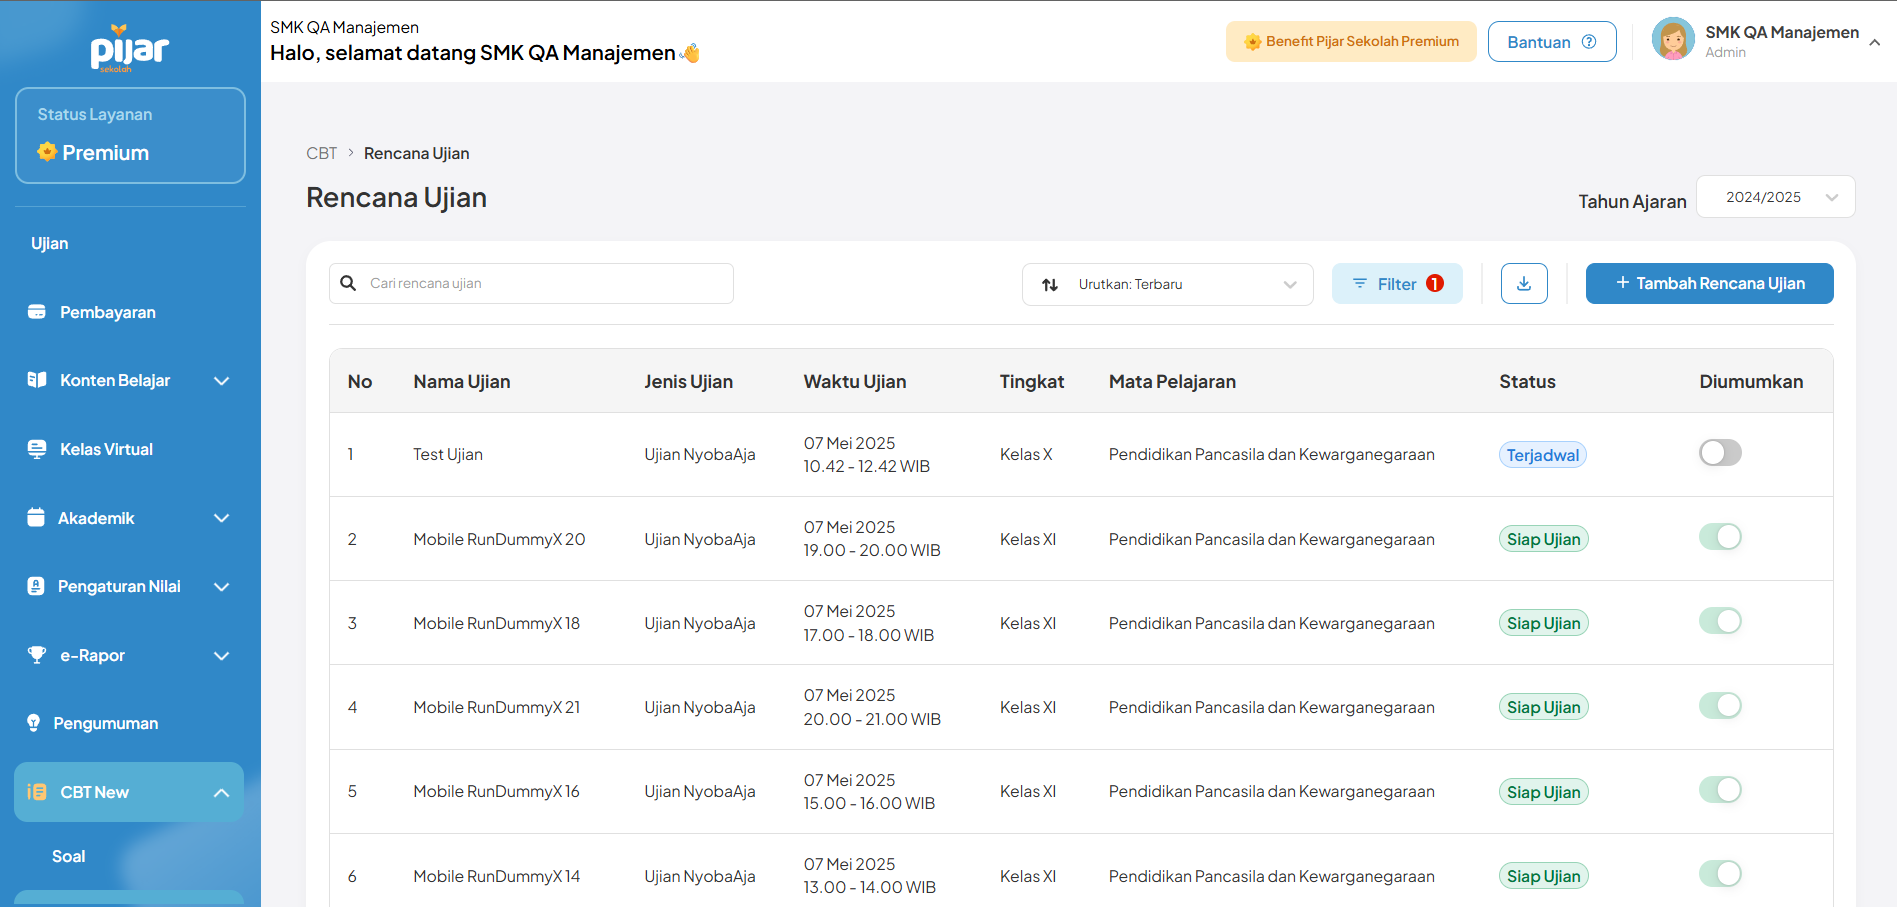 pijar
sekolah
Status Layanan
Premium
Ujian
Pembayaran
Konten Belajar
Kelas Virtual
Akademik
Pengaturan Nilai
e-Rapor
Pengumuman
CBT New
Soal
SMK QA Manajemen
Halo, selamat datang SMK QA Manajemen👋
Benefit Pijar Sekolah Premium
Bantuan
SMK QA Manajemen
Admin
CBT > Rencana Ujian
Rencana Ujian
Tahun Ajaran 2024/2025
Cari rencana ujian
Urutkan: Terbaru
Filter 1
+ Tambah Rencana Ujian
No Nama Ujian Jenis Ujian Waktu Ujian Tingkat Mata Pelajaran Status Diumumkan
1 Test Ujian Ujian NyobaAja 07 Mei 2025 Kelas X Pendidikan Pancasila dan Kewarganegaraan Terjadwal
10.42 - 12.42 WIB
2 Mobile RunDummyX 20 Ujian NyobaAja 07 Mei 2025 Kelas XI Pendidikan Pancasila dan Kewarganegaraan Siap Ujian
19.00 - 20.00 WIB
3 Mobile RunDummyX 18 Ujian NyobaAja 07 Mei 2025 Kelas XI Pendidikan Pancasila dan Kewarganegaraan Siap Ujian
17.00 - 18.00 WIB
4 Mobile RunDummyX 21 Ujian NyobaAja 07 Mei 2025 Kelas XI Pendidikan Pancasila dan Kewarganegaraan Siap Ujian
20.00 - 21.00 WIB
5 Mobile RunDummyX 16 Ujian NyobaAja 07 Mei 2025 Kelas XI Pendidikan Pancasila dan Kewarganegaraan Siap Ujian
15.00 - 16.00 WIB
6 Mobile RunDummyX 14 Ujian NyobaAja 07 Mei 2025 Kelas XI Pendidikan Pancasila dan Kewarganegaraan Siap Ujian
13.00 - 14.00 WIB